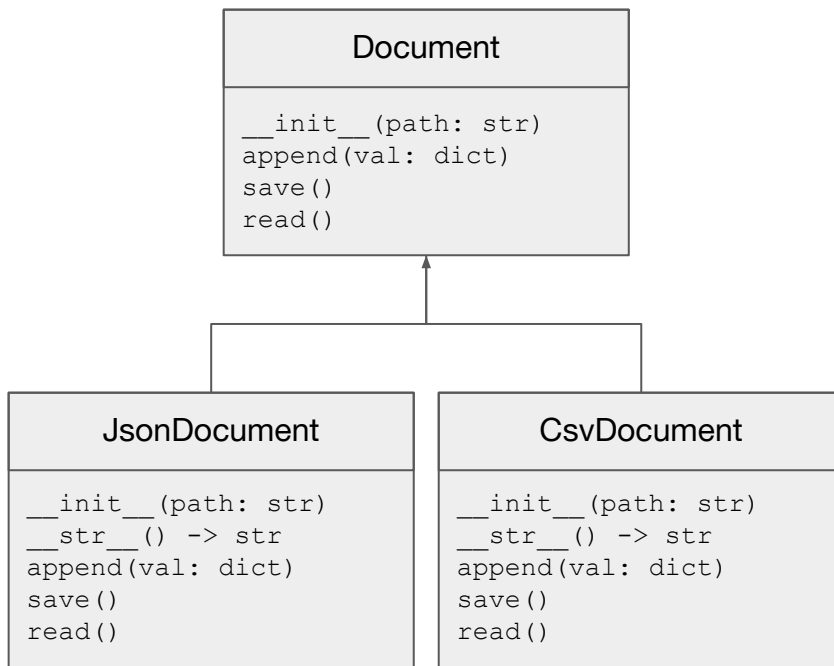 Document
__init__(path: str)
append(val: dict)
save()
read()
JsonDocument
__init__(path: str)
__str__() -> str
append(val: dict)
save()
read()
CsvDocument
__init__(path: str)
__str__() -> str
append(val: dict)
save()
read()